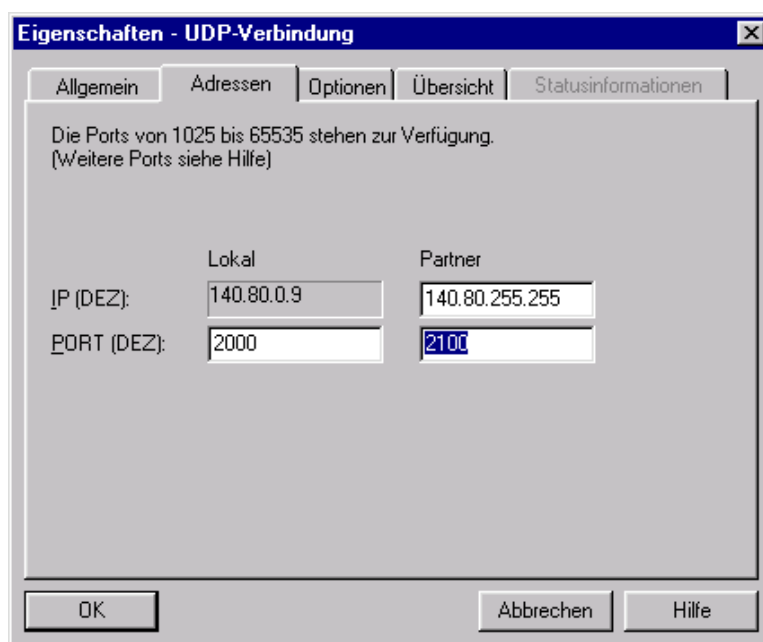 Eigenschaften - UDP-Verbindung
Allgemein Adressen Optionen Übersicht Statusinformationen
Die Ports von 1025 bis 65535 stehen zur Verfügung.
(Weitere Ports siehe Hilfe)
Lokal Partner
IP (DEZ): 140.80.0.9 140.80.255.255
PORT (DEZ): 2000 2100
OK Abbrechen Hilfe